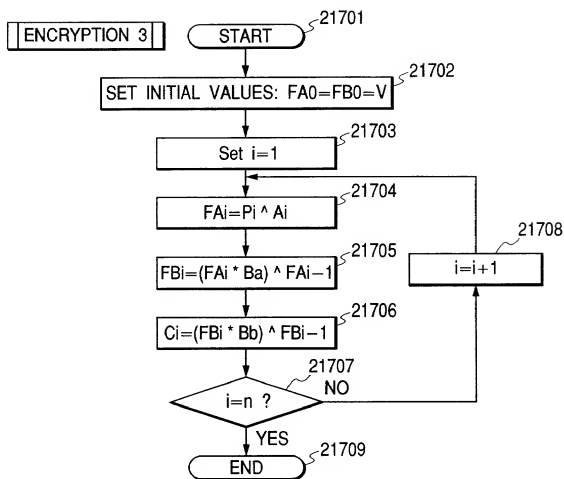 ENCRYPTION 3
START
21701
SET INITIAL VALUES: FA0=FB0=V
21702
Set i=1
21703
FAi=Pi ^ Ai
21704
FBi=(FAi * Ba) ^ FAi-1
21705
Ci=(FBi * Bb) ^ FBi-1
21706
i=n ?
21707
NO
i=i+1
21708
YES
END
21709